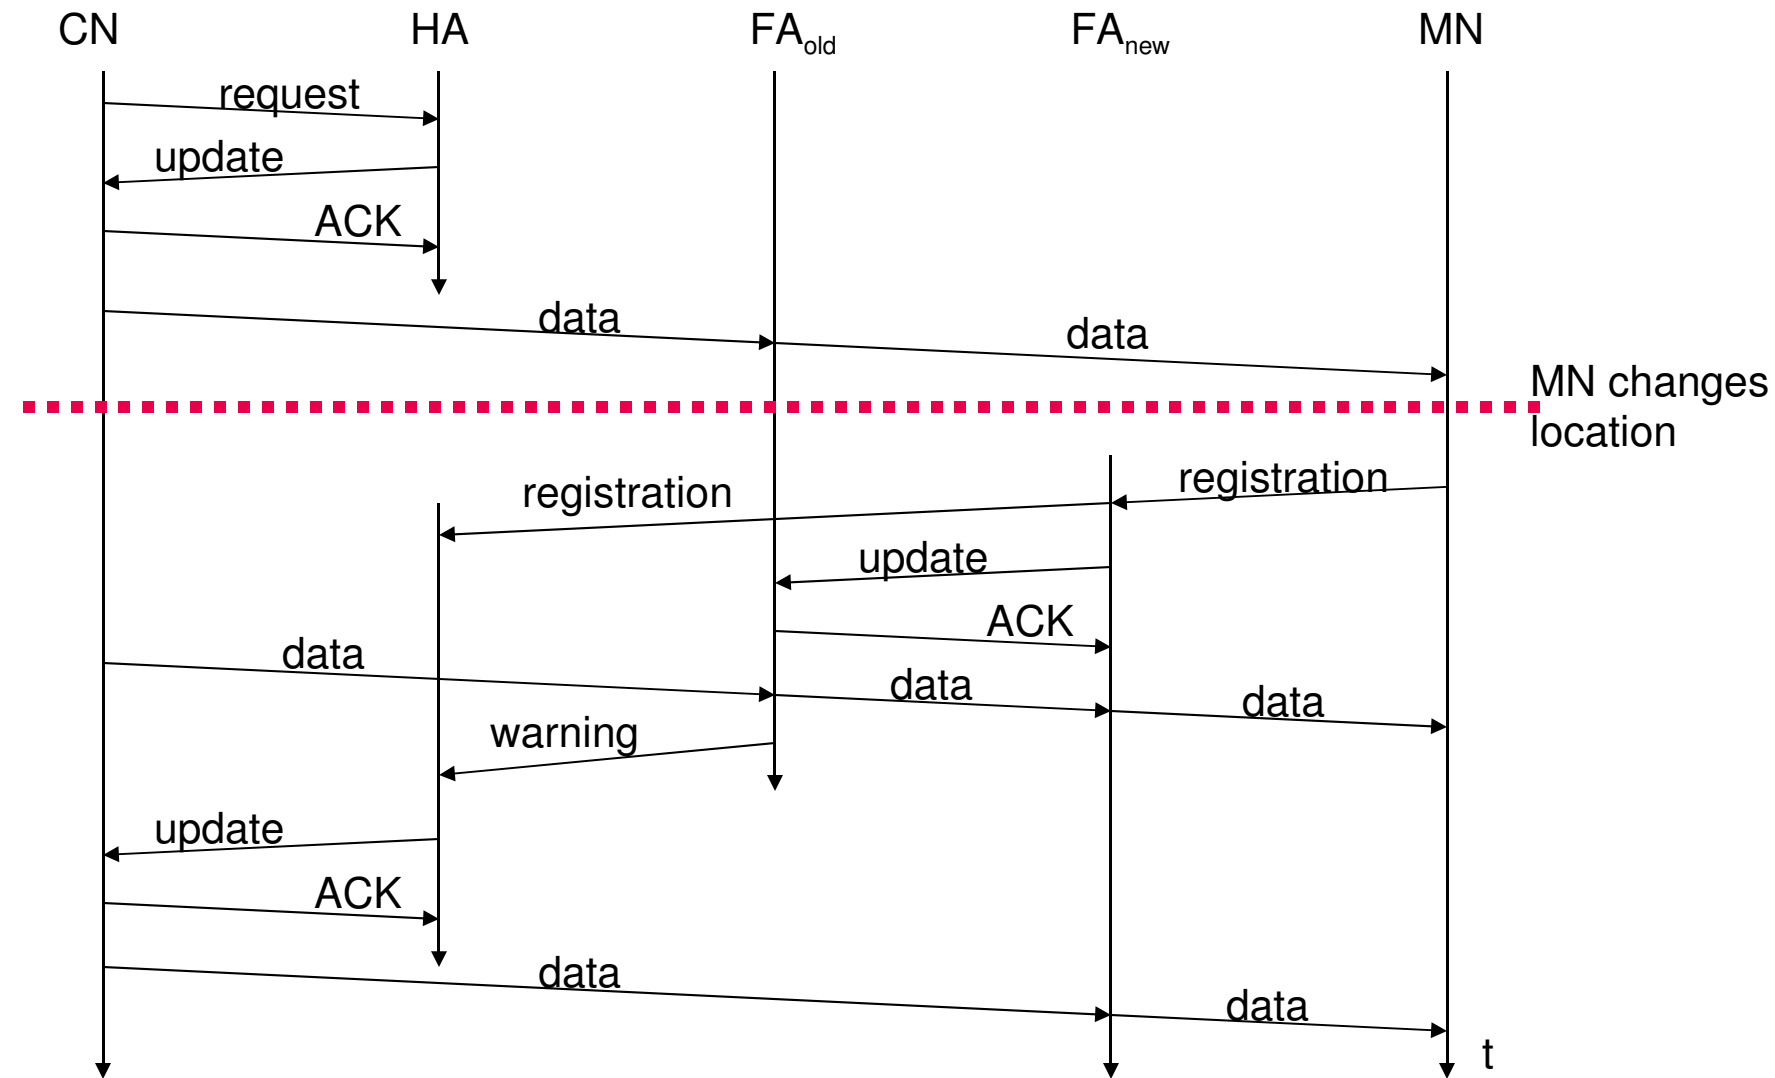 CN HA FAold FAnew MN
request
update
ACK
data
data
MN changes
location
registration
registration
update
ACK
data
data
data
warning
update
ACK
data
data
t